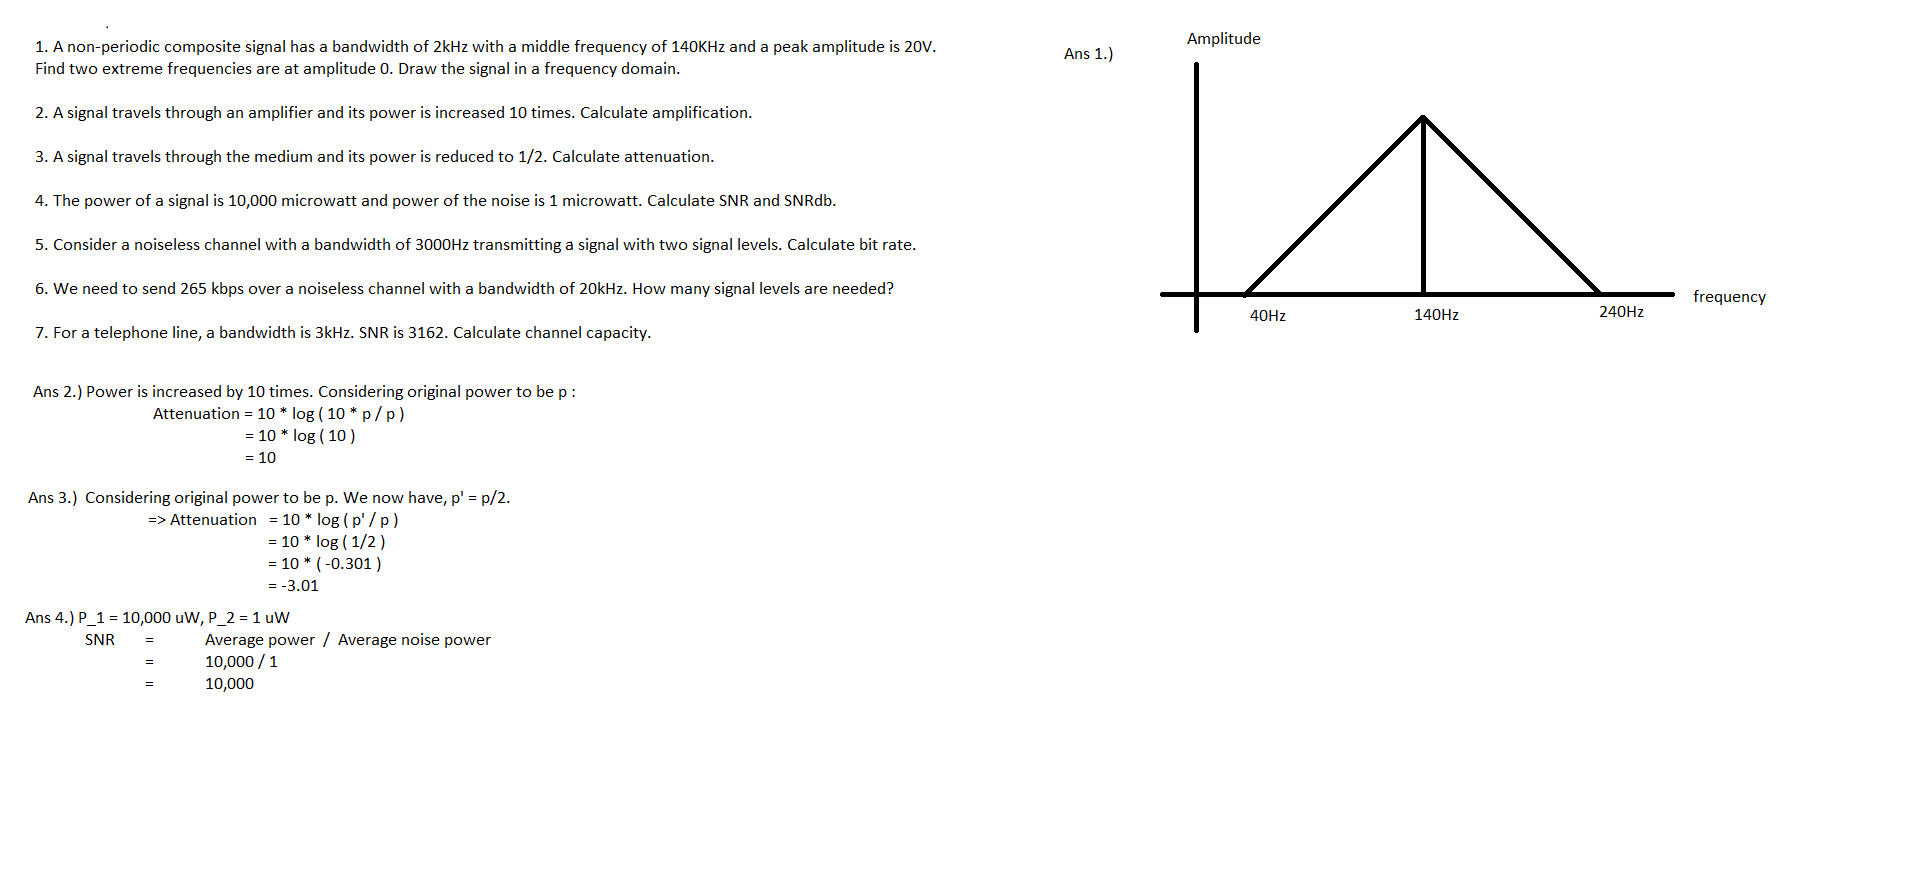 1. A non-periodic composite signal has a bandwidth of 2kHz with a middle frequency of 140KHz and a peak amplitude is 20V.
Find two extreme frequencies are at amplitude 0. Draw the signal in a frequency domain.
2. A signal travels through an amplifier and its power is increased 10 times. Calculate amplification.
3. A signal travels through the medium and its power is reduced to 1/2. Calculate attenuation.
4. The power of a signal is 10,000 microwatt and power of the noise is 1 microwatt. Calculate SNR and SNRdb.
5. Consider a noiseless channel with a bandwidth of 3000Hz transmitting a signal with two signal levels. Calculate bit rate.
6. We need to send 265 kbps over a noiseless channel with a bandwidth of 20kHz. How many signal levels are needed?
7. For a telephone line, a bandwidth is 3kHz. SNR is 3162. Calculate channel capacity.
Ans 2.) Power is increased by 10 times. Considering original power to be p :
Attenuation = 10 * log ( 10 * p / p )
= 10 * log ( 10 )
= 10
Ans 3.) Considering original power to be p. We now have, p' = p/2.
=> Attenuation = 10 * log ( p' / p )
= 10 * log ( 1/2 )
= 10 * ( -0.301 )
= -3.01
Ans 4.) P_1 = 10,000 uW, P_2 = 1 uW
SNR = Average power / Average noise power
= 10,000 / 1
= 10,000
Ans 1.)
Amplitude
frequency
40Hz
140Hz
240Hz